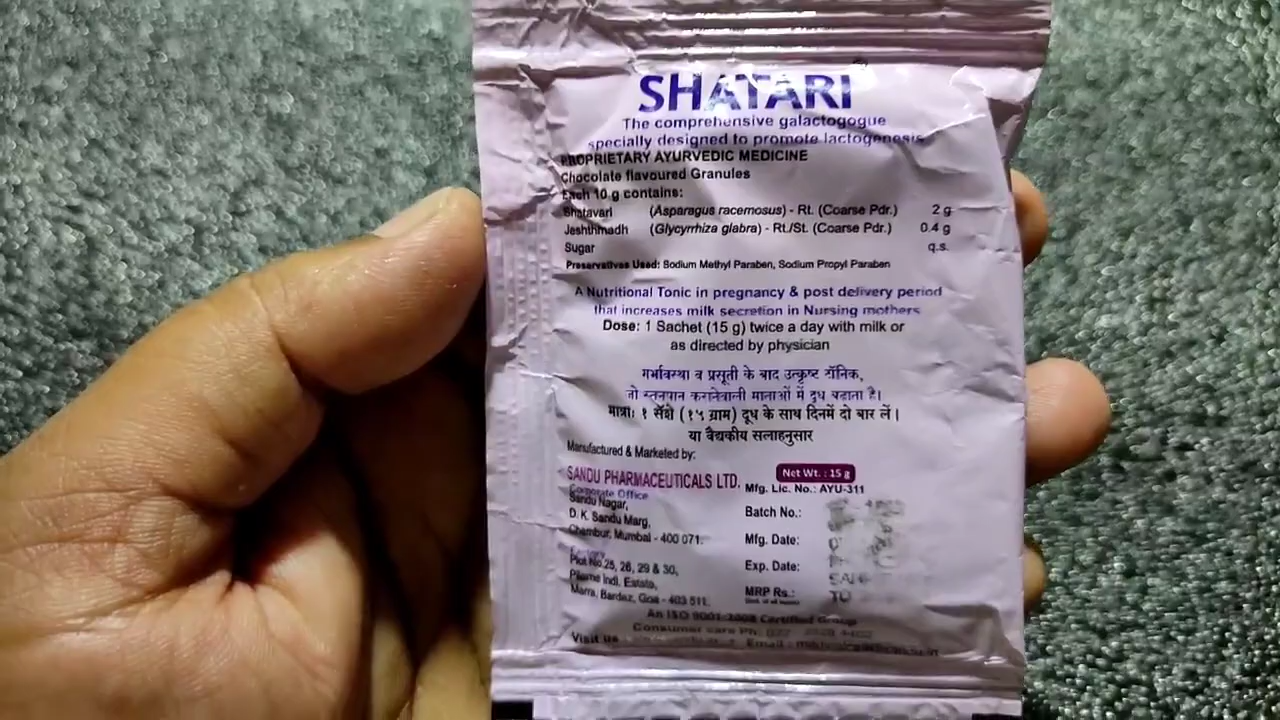 SHATARI
The comprehensive galactogogue
specially designed to promote lactogenesis
PROPRIETARY AYURVEDIC MEDICINE
Chocolate flavoured Granules
Each 10 g contains:
Shatavari (Asparagus racemosus) - Rt. (Coarse Pdr.) 2 g
Jeshthmadh (Glycyrrhiza glabra) - Rt./St. (Coarse Pdr.) 0.4 g
Sugar q.s.
Preservatives Used: Sodium Methyl Paraben, Sodium Propyl Paraben
A Nutritional Tonic in pregnancy & post delivery period
that increases milk secretion in Nursing mothers
Dose: 1 Sachet (15 g) twice a day with milk or
as directed by physician
गर्भावस्था व प्रसूती के बाद उत्कृष्ट टॉनिक,
जो स्तनपान करानेवाली माताओं में दूध बढाता है।
मात्रा: १ सॅशे (१५ ग्राम) दूध के साथ दिनमें दो बार लें।
या वैद्यकीय सलाहनुसार
Manufactured & Marketed by:
SANDU PHARMACEUTICALS LTD.
Corporate Office
Sandu Nagar,
D. K. Sandu Marg,
Chembur, Mumbai - 400 071.
Factory
Plot No.25, 26, 29 & 30,
Pilerne Indl. Estate,
Marra, Bardez, Goa - 403 511.
Net Wt. : 15 g
Mfg. Lic. No.: AYU-311
Batch No.:
Mfg. Date:
Exp. Date:
MRP Rs.:
An ISO 9001:2008 Certified Group
Consumer care Ph:
Visit us Email :